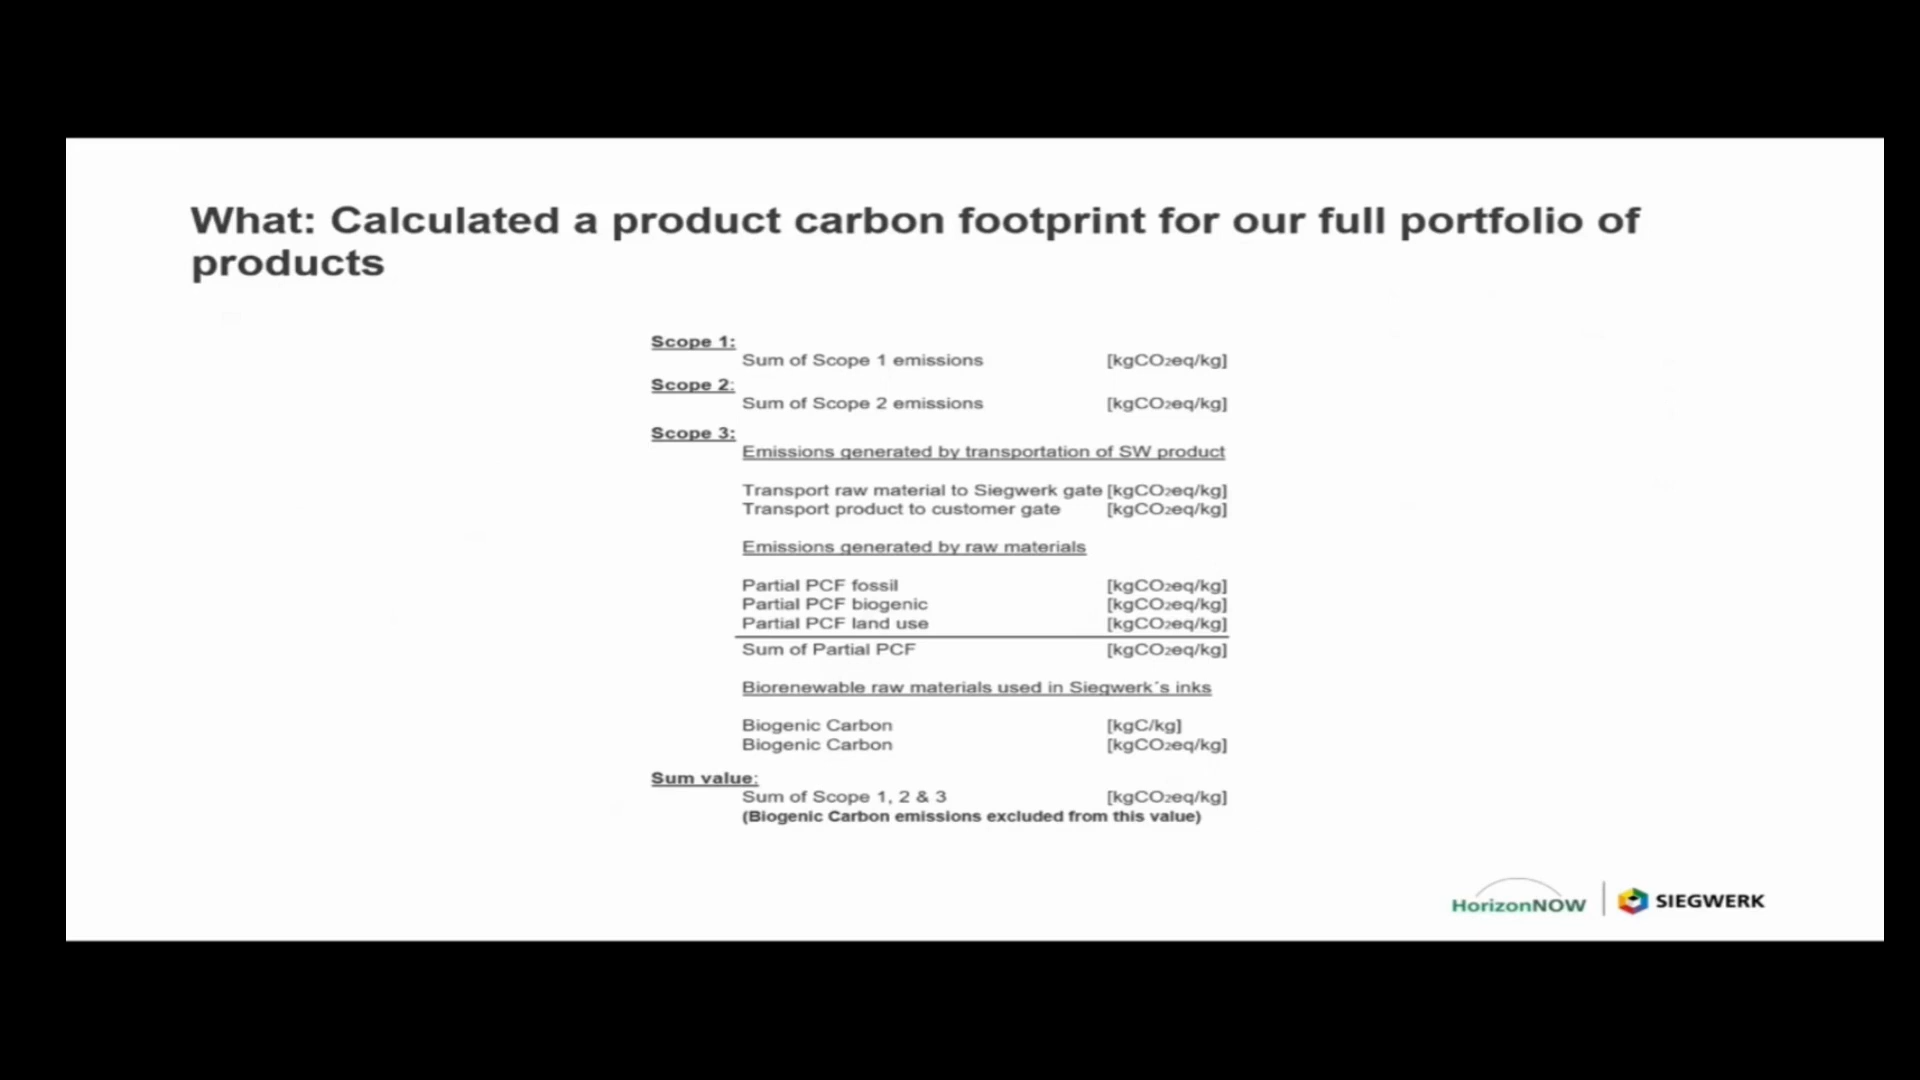 What: Calculated a product carbon footprint for our full portfolio of
products
Scope 1:
Sum of Scope 1 emissions [kgCO₂eq/kg]
Scope 2:
Sum of Scope 2 emissions [kgCO₂eq/kg]
Scope 3:
Emissions generated by transportation of SW product
Transport raw material to Siegwerk gate [kgCO₂eq/kg]
Transport product to customer gate [kgCO₂eq/kg]
Emissions generated by raw materials
Partial PCF fossil [kgCO₂eq/kg]
Partial PCF biogenic [kgCO₂eq/kg]
Partial PCF land use [kgCO₂eq/kg]
Sum of Partial PCF [kgCO₂eq/kg]
Biorenewable raw materials used in Siegwerk´s inks
Biogenic Carbon [kgC/kg]
Biogenic Carbon [kgCO₂eq/kg]
Sum value:
Sum of Scope 1, 2 & 3 [kgCO₂eq/kg]
(Biogenic Carbon emissions excluded from this value)
HorizonNOW SIEGWERK